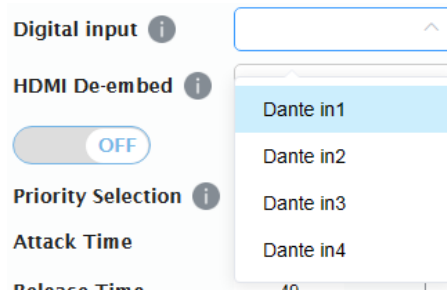 Digital input
HDMI De-embed
Dante in1
OFF
Dante in2
Priority Selection
Dante in3
Attack Time
Dante in4